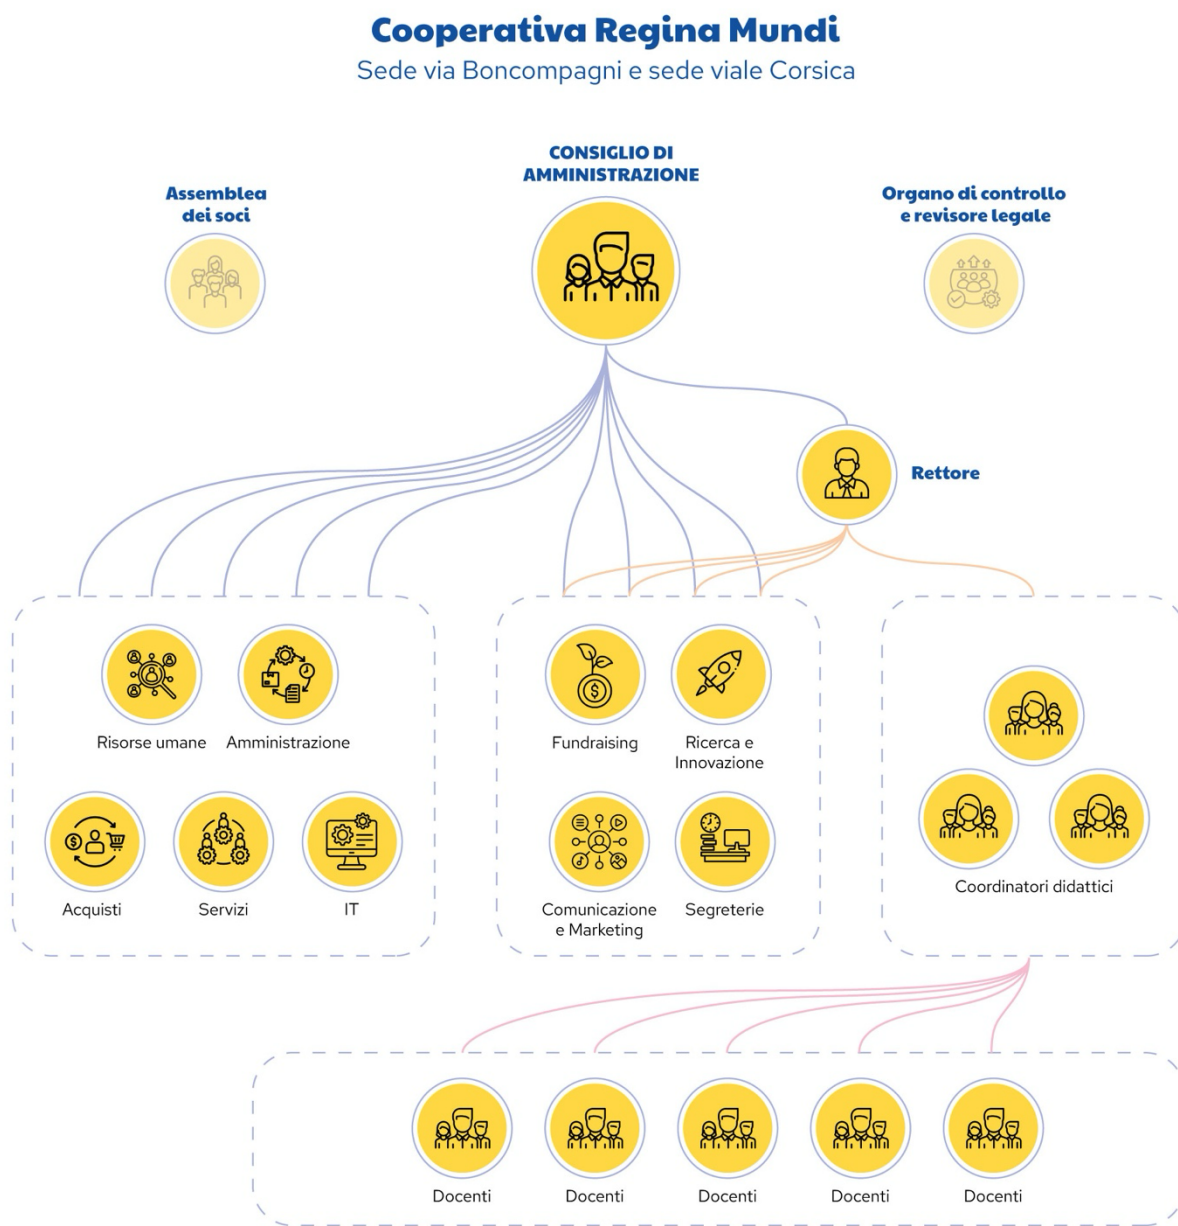 Cooperativa Regina Mundi
Sede via Boncompagni e sede viale Corsica
CONSIGLIO DI
AMMINISTRAZIONE
Assemblea
dei soci
Organo di controllo
e revisore legale
Rettore
Risorse umane
Amministrazione
Acquisti
Servizi
IT
Fundraising
Ricerca e
Innovazione
Comunicazione
e Marketing
Segreterie
Coordinatori didattici
Docenti
Docenti
Docenti
Docenti
Docenti